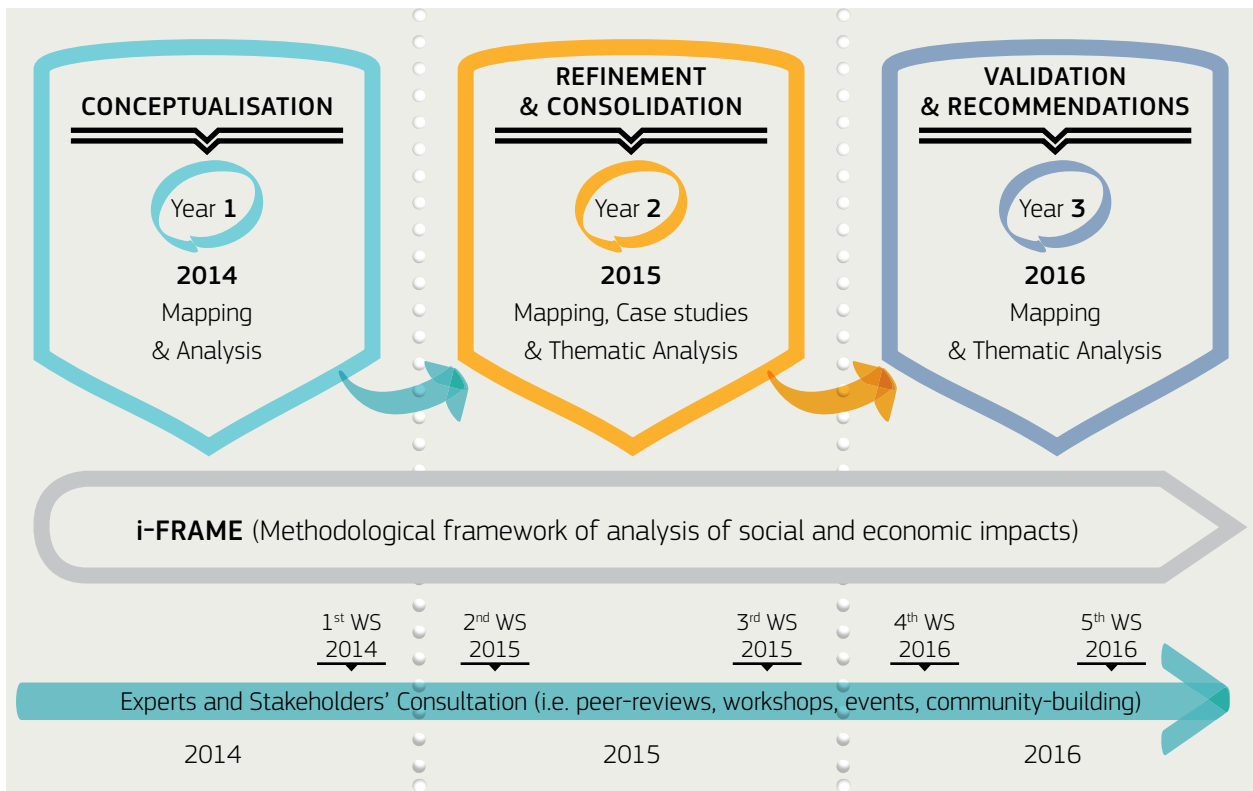 CONCEPTUALISATION
Year 1
2014
Mapping
& Analysis
REFINEMENT
& CONSOLIDATION
Year 2
2015
Mapping, Case studies
& Thematic Analysis
VALIDATION
& RECOMMENDATIONS
Year 3
2016
Mapping
& Thematic Analysis
i-FRAME (Methodological framework of analysis of social and economic impacts)
1st WS
2014
2nd WS
2015
3rd WS
2015
4th WS
2016
5th WS
2016
Experts and Stakeholders’ Consultation (i.e. peer-reviews, workshops, events, community-building)
2014
2015
2016